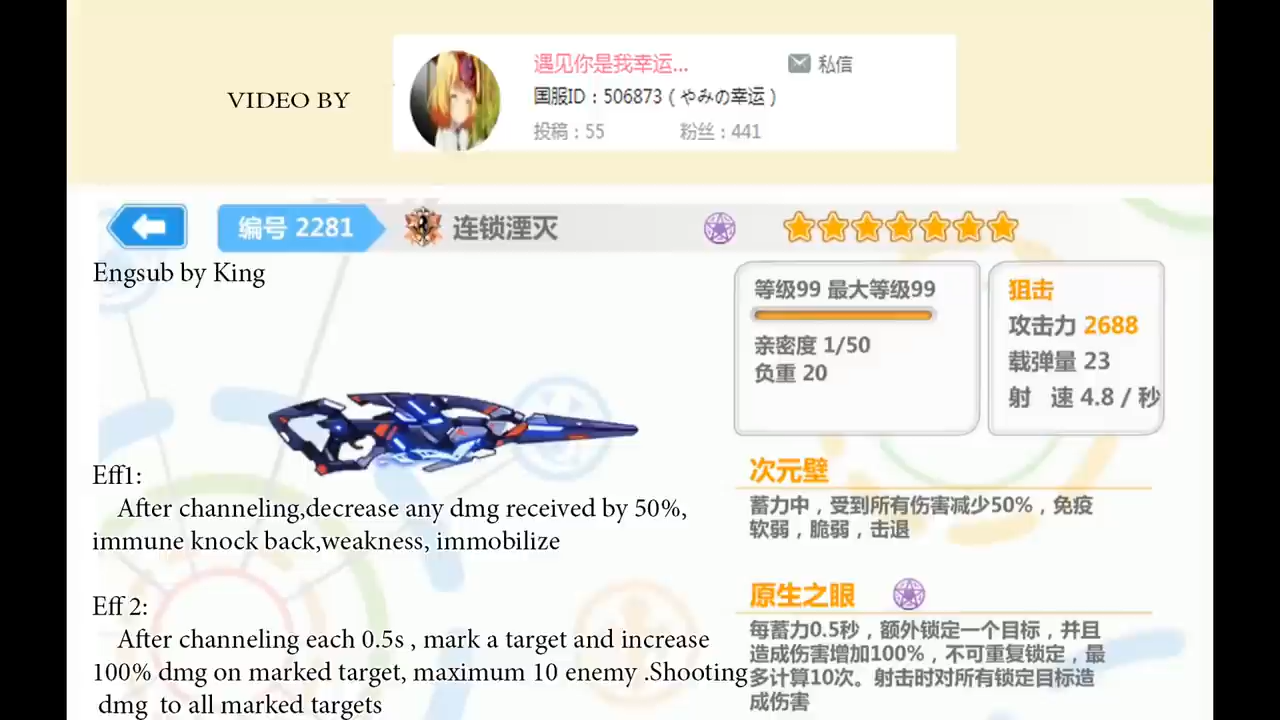 VIDEO BY
遇见你是我幸运...
私信
国服ID：506873（やみの幸运）
投稿：55 粉丝：441
编号 2281
连锁湮灭
Engsub by King
等级99 最大等级99
亲密度 1/50
负重 20
狙击
攻击力 2688
载弹量 23
射 速 4.8 / 秒
Eff1:
After channeling,decrease any dmg received by 50%,
immune knock back,weakness, immobilize
Eff 2:
After channeling each 0.5s , mark a target and increase
100% dmg on marked target, maximum 10 enemy .Shooting
dmg to all marked targets
次元壁
蓄力中，受到所有伤害减少50%，免疫
软弱，脆弱，击退
原生之眼
每蓄力0.5秒，额外锁定一个目标，并且
造成伤害增加100%，不可重复锁定，最
多计算10次。射击时对所有锁定目标造
成伤害